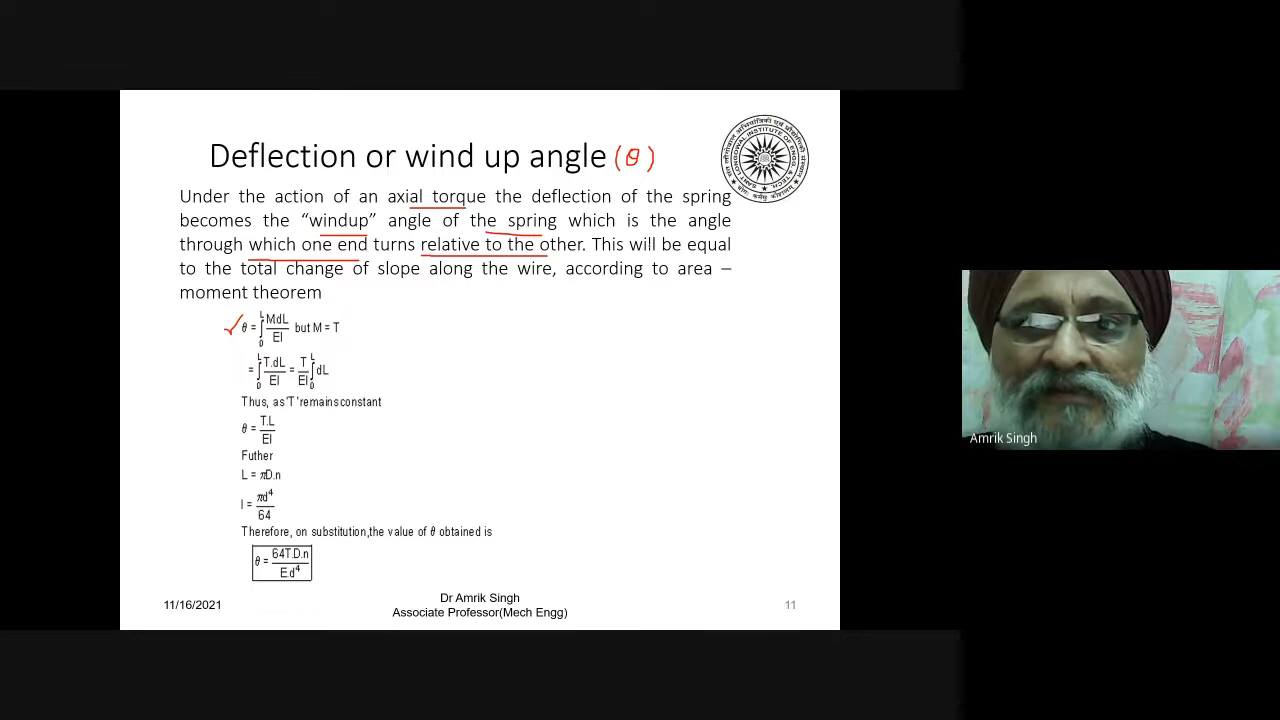 Deflection or wind up angle (θ)
Under the action of an axial torque the deflection of the spring
becomes the “windup” angle of the spring which is the angle
through which one end turns relative to the other. This will be equal
to the total change of slope along the wire, according to area –
moment theorem
θ = ∫₀ᴸ MdL/EI but M = T
= ∫₀ᴸ T.dL/EI = T/EI ∫₀ᴸ dL
Thus, as 'T' remains constant
θ = T.L/EI
Futher
L = πD.n
I = πd⁴/64
Therefore, on substitution, the value of θ obtained is
θ = 64T.D.n/E.d⁴
11/16/2021
Dr Amrik Singh
Associate Professor(Mech Engg)
11
Amrik Singh